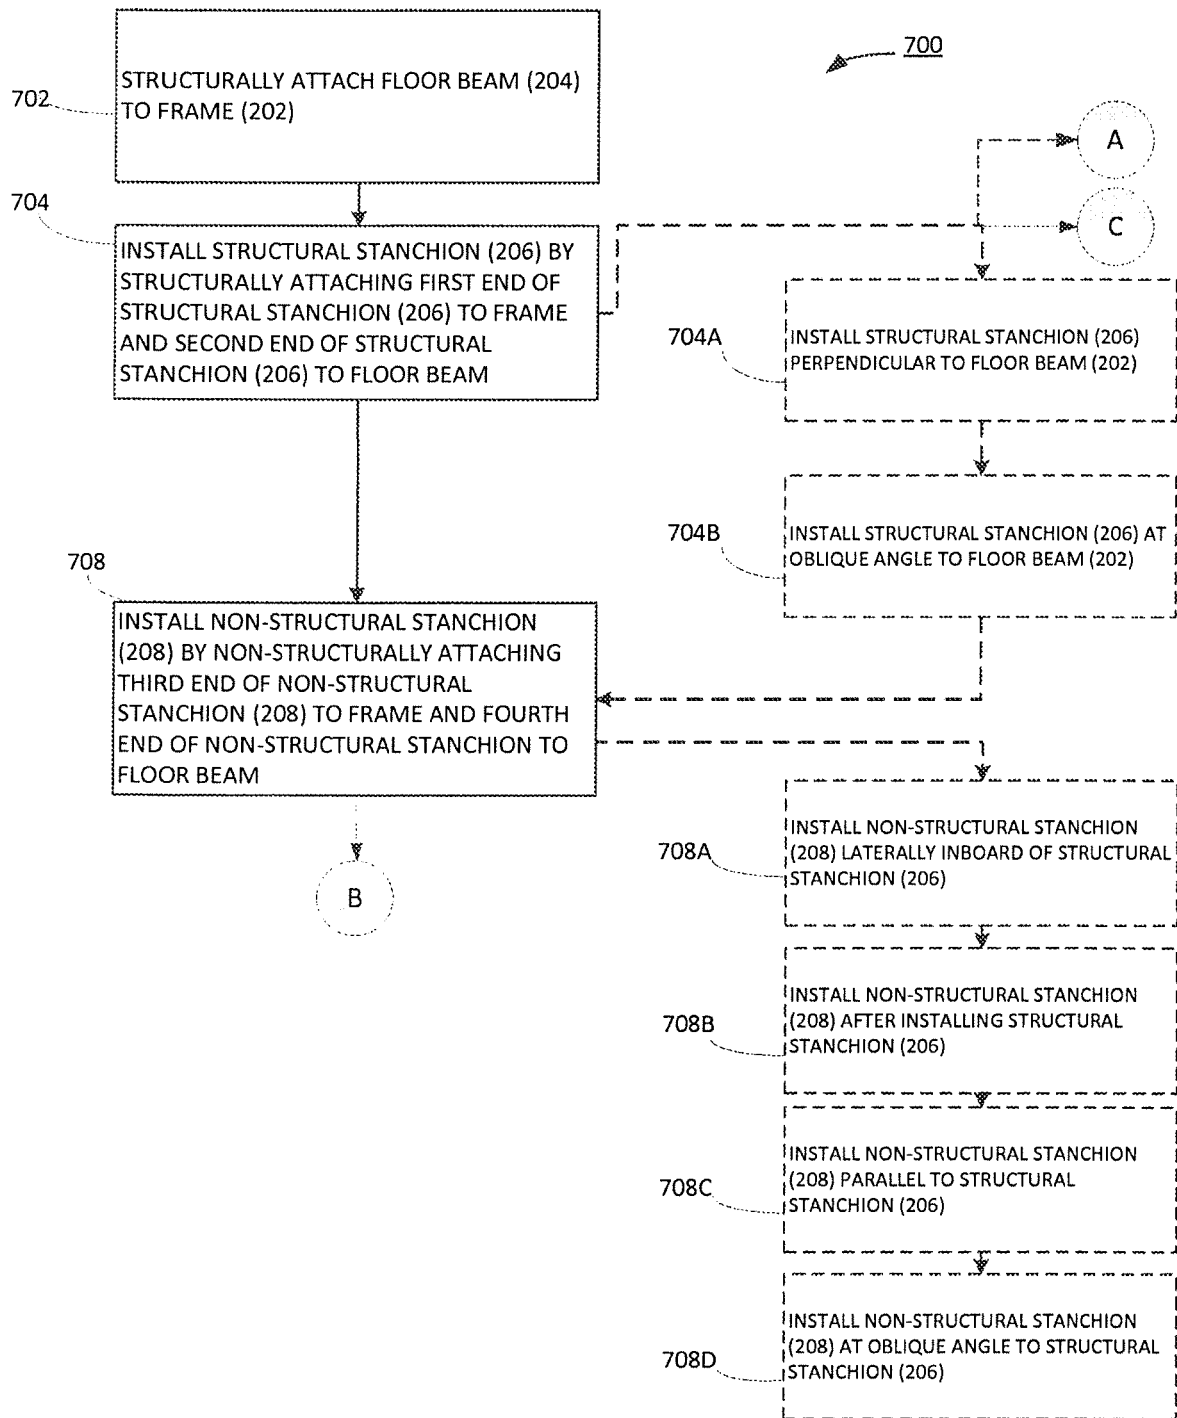 700
702
STRUCTURALLY ATTACH FLOOR BEAM (204)
TO FRAME (202)
A
C
704
INSTALL STRUCTURAL STANCHION (206) BY
STRUCTURALLY ATTACHING FIRST END OF
STRUCTURAL STANCHION (206) TO FRAME
AND SECOND END OF STRUCTURAL
STANCHION (206) TO FLOOR BEAM
704A
INSTALL STRUCTURAL STANCHION (206)
PERPENDICULAR TO FLOOR BEAM (202)
704B
INSTALL STRUCTURAL STANCHION (206) AT
OBLIQUE ANGLE TO FLOOR BEAM (202)
708
INSTALL NON-STRUCTURAL STANCHION
(208) BY NON-STRUCTURALLY ATTACHING
THIRD END OF NON-STRUCTURAL
STANCHION (208) TO FRAME AND FOURTH
END OF NON-STRUCTURAL STANCHION TO
FLOOR BEAM
B
708A
INSTALL NON-STRUCTURAL STANCHION
(208) LATERALLY INBOARD OF STRUCTURAL
STANCHION (206)
708B
INSTALL NON-STRUCTURAL STANCHION
(208) AFTER INSTALLING STRUCTURAL
STANCHION (206)
708C
INSTALL NON-STRUCTURAL STANCHION
(208) PARALLEL TO STRUCTURAL
STANCHION (206)
708D
INSTALL NON-STRUCTURAL STANCHION
(208) AT OBLIQUE ANGLE TO STRUCTURAL
STANCHION (206)